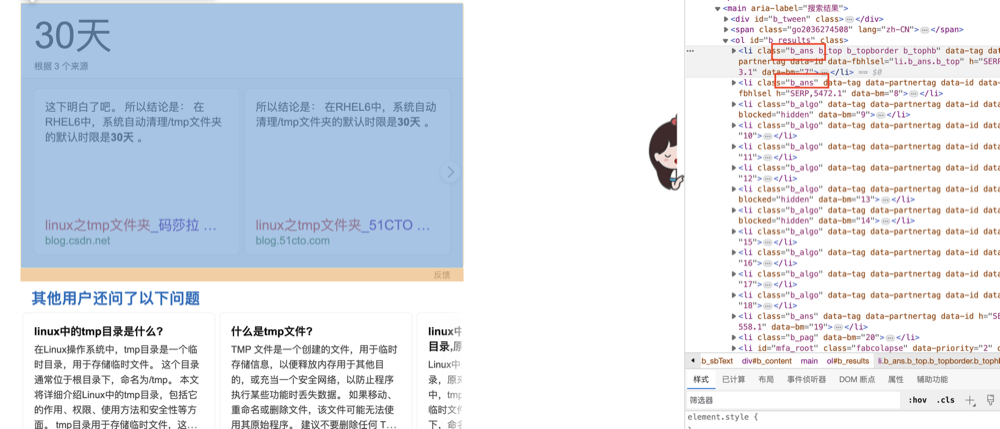 30天
根据 3 个来源
这下明白了吧。 所以结论是： 在
RHEL6中，系统自动清理/tmp文件夹
的默认时限是30天 。
linux之tmp文件夹_码莎拉 ...
blog.csdn.net
所以结论是： 在RHEL6中，系统自动
清理/tmp文件夹的默认时限是30天 。
linux之tmp文件夹_51CTO ...
blog.51cto.com
反馈
其他用户还问了以下问题
linux中的tmp目录是什么?
在Linux操作系统中，tmp目录是一个临
时目录，用于存储临时文件。 这个目录
通常位于根目录下，命名为/tmp。 本文
将详细介绍Linux中的tmp目录，包括它
的作用、权限、使用方法和安全性等方
面。 tmp目录用于存储临时文件，这...
什么是tmp文件?
TMP 文件是一个创建的文件，用于临时
存储信息，以便释放内存用于其他目
的，或充当一个安全网络，以防止程序
执行某些功能时丢失数据。 如果移动、
重命名或删除文件，该文件可能无法使
用其原始程序。 建议不要删除任何 T...
linux中
目录,原
Linux中
录，原来
中，tmp
临时文件
下，命名
<main aria-label="搜索结果">
<div id="b_tween" class>…</div>
<span class="go2036274508" lang="zh-CN">…</span>
<ol id="b_results" class>
<li class="b_ans b_top b_topborder b_tophb" data-tag dat
partnertag data-id data-fbhlsel="li.b_ans.b_top" h="SERP
3.1" data-bm="7">…</li> == $0
<li class="b_ans" data-tag data-partnertag data-id data-
fbhlsel h="SERP,5472.1" data-bm="8">…</li>
<li class="b_algo" data-tag data-partnertag data-id data
blocked="hidden" data-bm="9">…</li>
<li class="b_algo" data-tag data-partnertag data-id data
"10">…</li>
<li class="b_algo" data-tag data-partnertag data-id data
"11">…</li>
<li class="b_algo" data-tag data-partnertag data-id data
"12">…</li>
<li class="b_algo" data-tag data-partnertag data-id data
blocked="hidden" data-bm="13">…</li>
<li class="b_algo" data-tag data-partnertag data-id data
blocked="hidden" data-bm="14">…</li>
<li class="b_algo" data-tag data-partnertag data-id data
"15">…</li>
<li class="b_algo" data-tag data-partnertag data-id data
"16">…</li>
<li class="b_algo" data-tag data-partnertag data-id data
"17">…</li>
<li class="b_algo" data-tag data-partnertag data-id data
"18">…</li>
<li class="b_ans" data-tag data-partnertag data-id h="SE
558.1" data-bm="19">…</li>
<li class="b_pag" data-bm="20">…</li>
<li id="mfa_root" class="fabcolapse" data-priority="2" d
b_sbText div#b_content main ol#b_results li.b_ans.b_top.b_topborder.b_toph
样式 已计算 布局 事件侦听器 DOM 断点 属性 辅助功能
筛选器 :hov .cls
element.style {